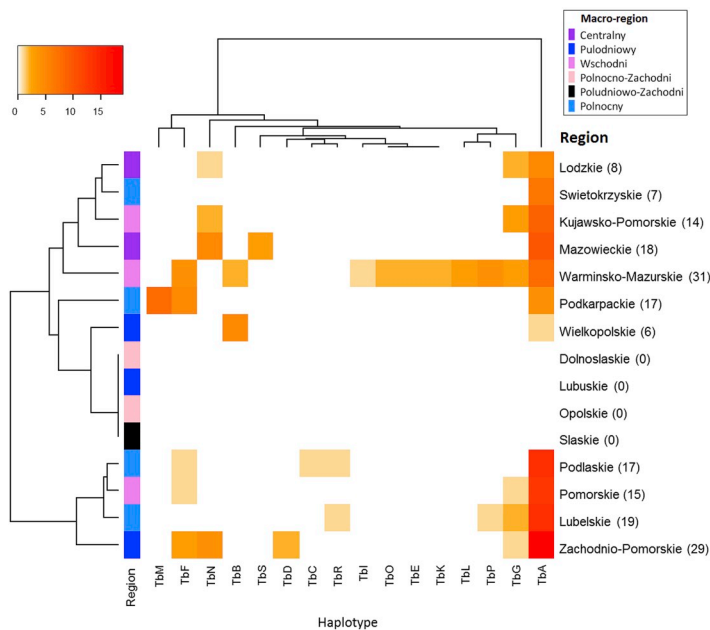 Macro-region
Centralny
Pulodniowy
Wschodni
Polnocno-Zachodni
Południowo-Zachodni
Polnocny
0 5 10 15
Region
Lodzkie (8)
Swietokrzyskie (7)
Kujawsko-Pomorskie (14)
Mazowieckie (18)
Warminsko-Mazurskie (31)
Podkarpackie (17)
Wielkopolskie (6)
Dolnoslaskie (0)
Lubuskie (0)
Opolskie (0)
Slaskie (0)
Podlaskie (17)
Pomorskie (15)
Lubelskie (19)
Zachodnio-Pomorskie (29)
Region TbM TbF TbN TbB TbS TbD TbC TbR TbI TbO TbE TbK TbL TbP TbG TbA
Haplotype